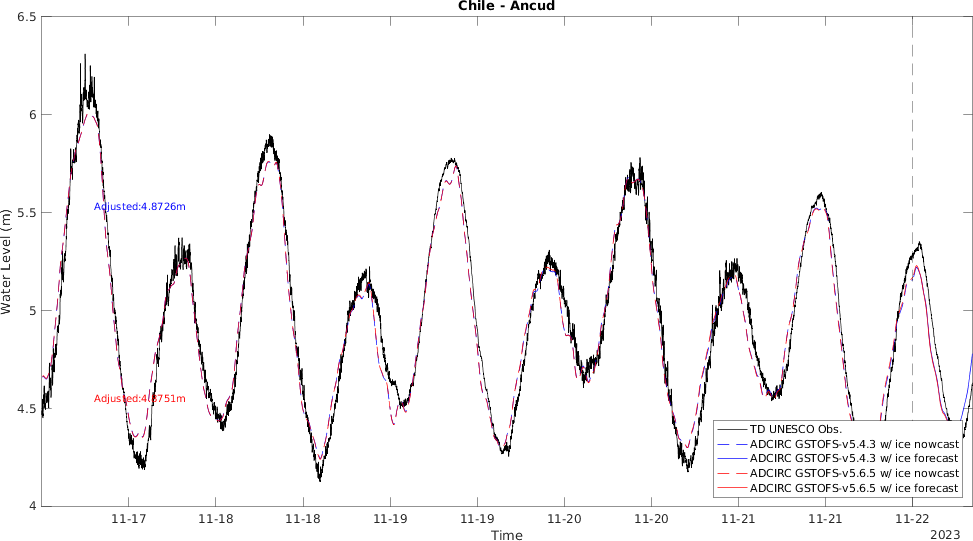 Chile - Ancud
6.5
6
5.5
5
4.5
4
Water Level (m)
Adjusted:4.8726m
Adjusted:4.8751m
TD UNESCO Obs.
ADCIRC GSTOFS-v5.4.3 w/ ice nowcast
ADCIRC GSTOFS-v5.4.3 w/ ice forecast
ADCIRC GSTOFS-v5.6.5 w/ ice nowcast
ADCIRC GSTOFS-v5.6.5 w/ ice forecast
11-17
11-18
11-18
11-19
11-19
11-20
11-20
11-21
11-21
11-22
Time
2023